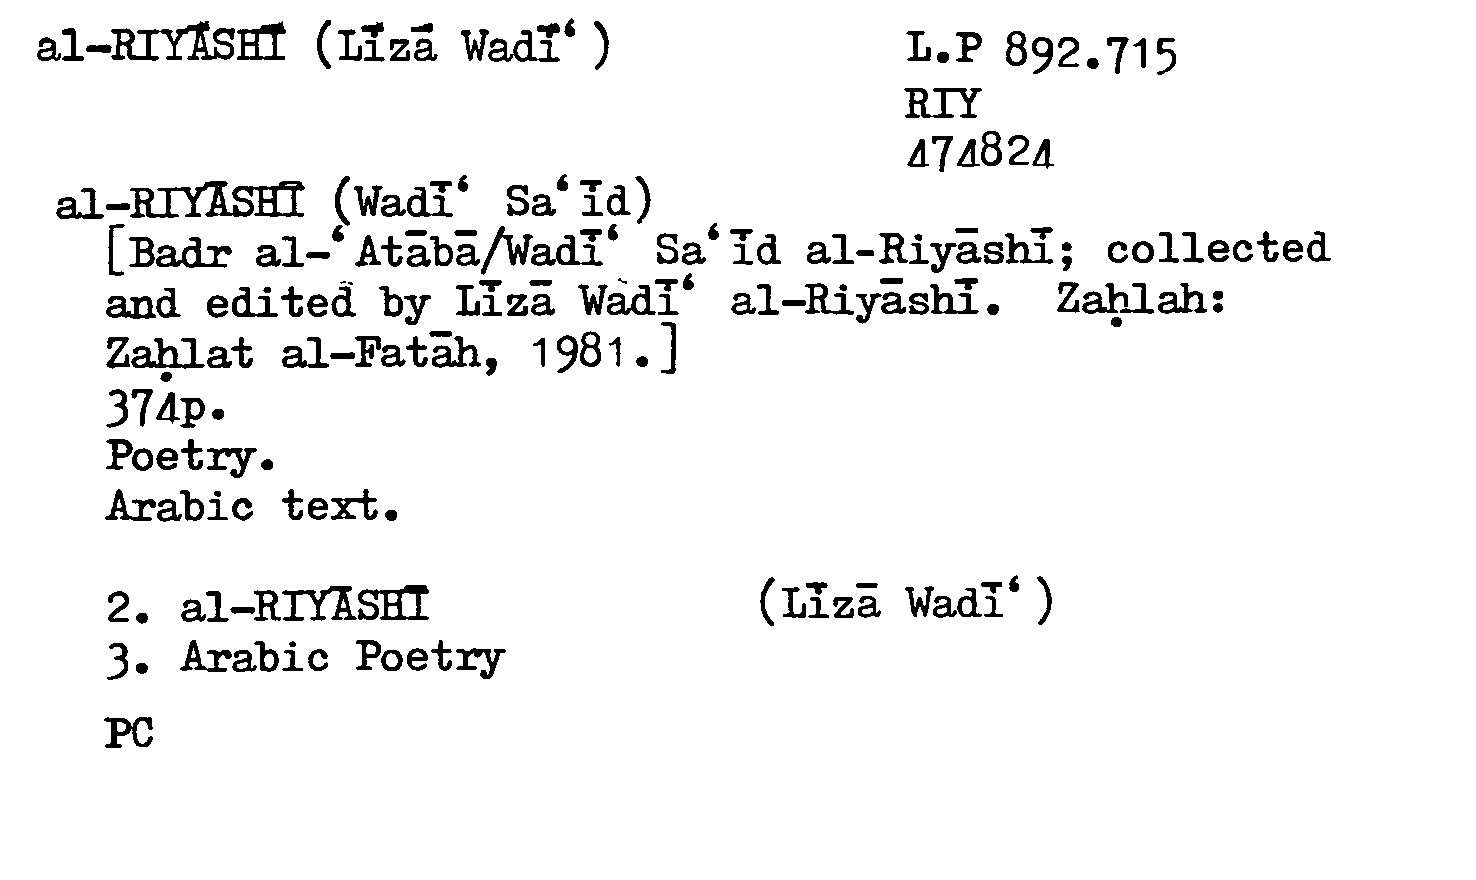 al-RIYĀSHĪ (Līzā Wadī‘) L.P 892.715
RIY
474824
al-RIYĀSHĪ (Wadī‘ Sa‘īd)
[Badr al-‘Atābā/Wadī‘ Sa‘īd al-Riyāshī; collected
and edited by Līzā Wadī‘ al-Riyāshī. Zaḥlah:
Zaḥlat al-Fatāh, 1981.]
374p.
Poetry.
Arabic text.
2. al-RIYĀSHĪ (Līzā Wadī‘)
3. Arabic Poetry
PC